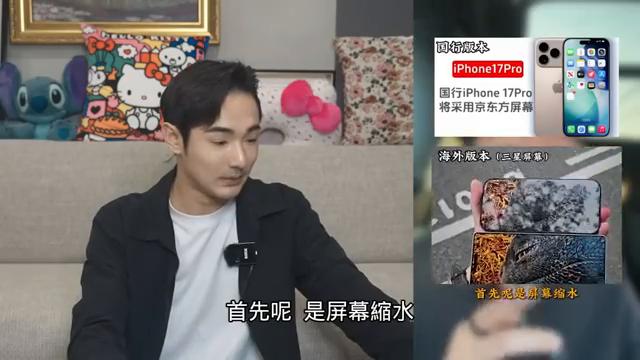 国行版本
iPhone17Pro
国行iPhone 17Pro
将采用京东方屏幕
海外版本（三星屏幕）
首先呢是屏幕缩水
首先呢 是屏幕縮水
HELLO KITTY